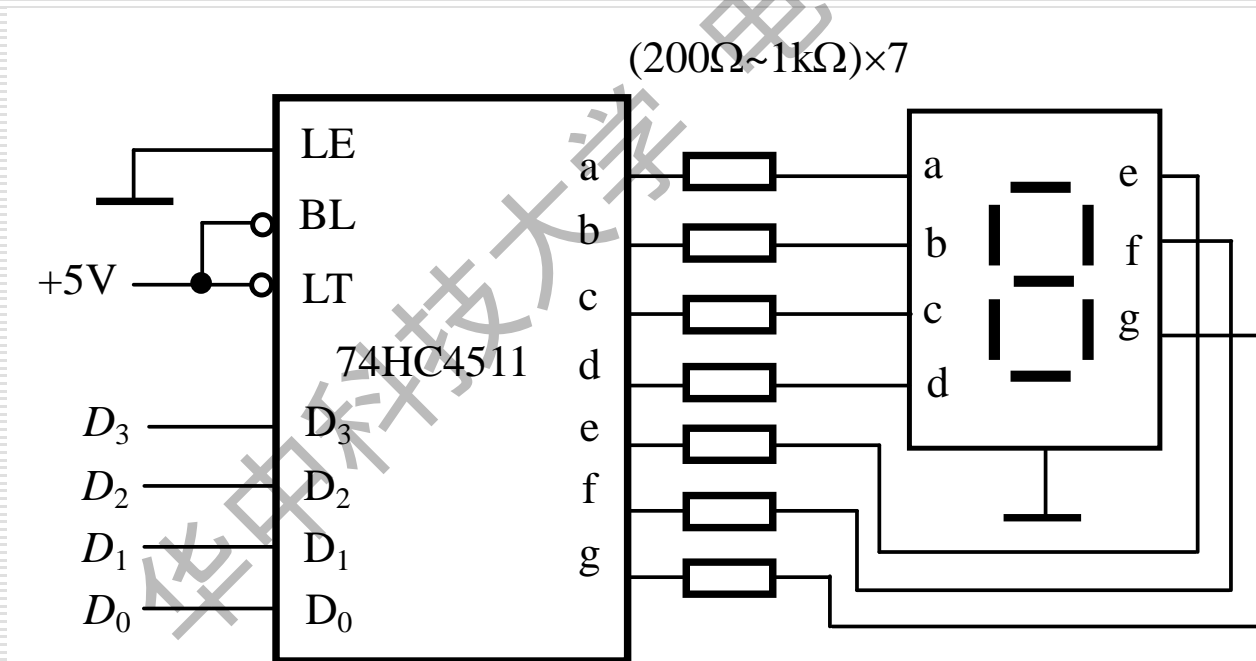 (200Ω~1kΩ)×7
LE
BL
LT
+5V
74HC4511
D₃ D₃
D₂ D₂
D₁ D₁
D₀ D₀
a
b
c
d
e
f
g
a e
b f
c g
d
华中科技大学 电